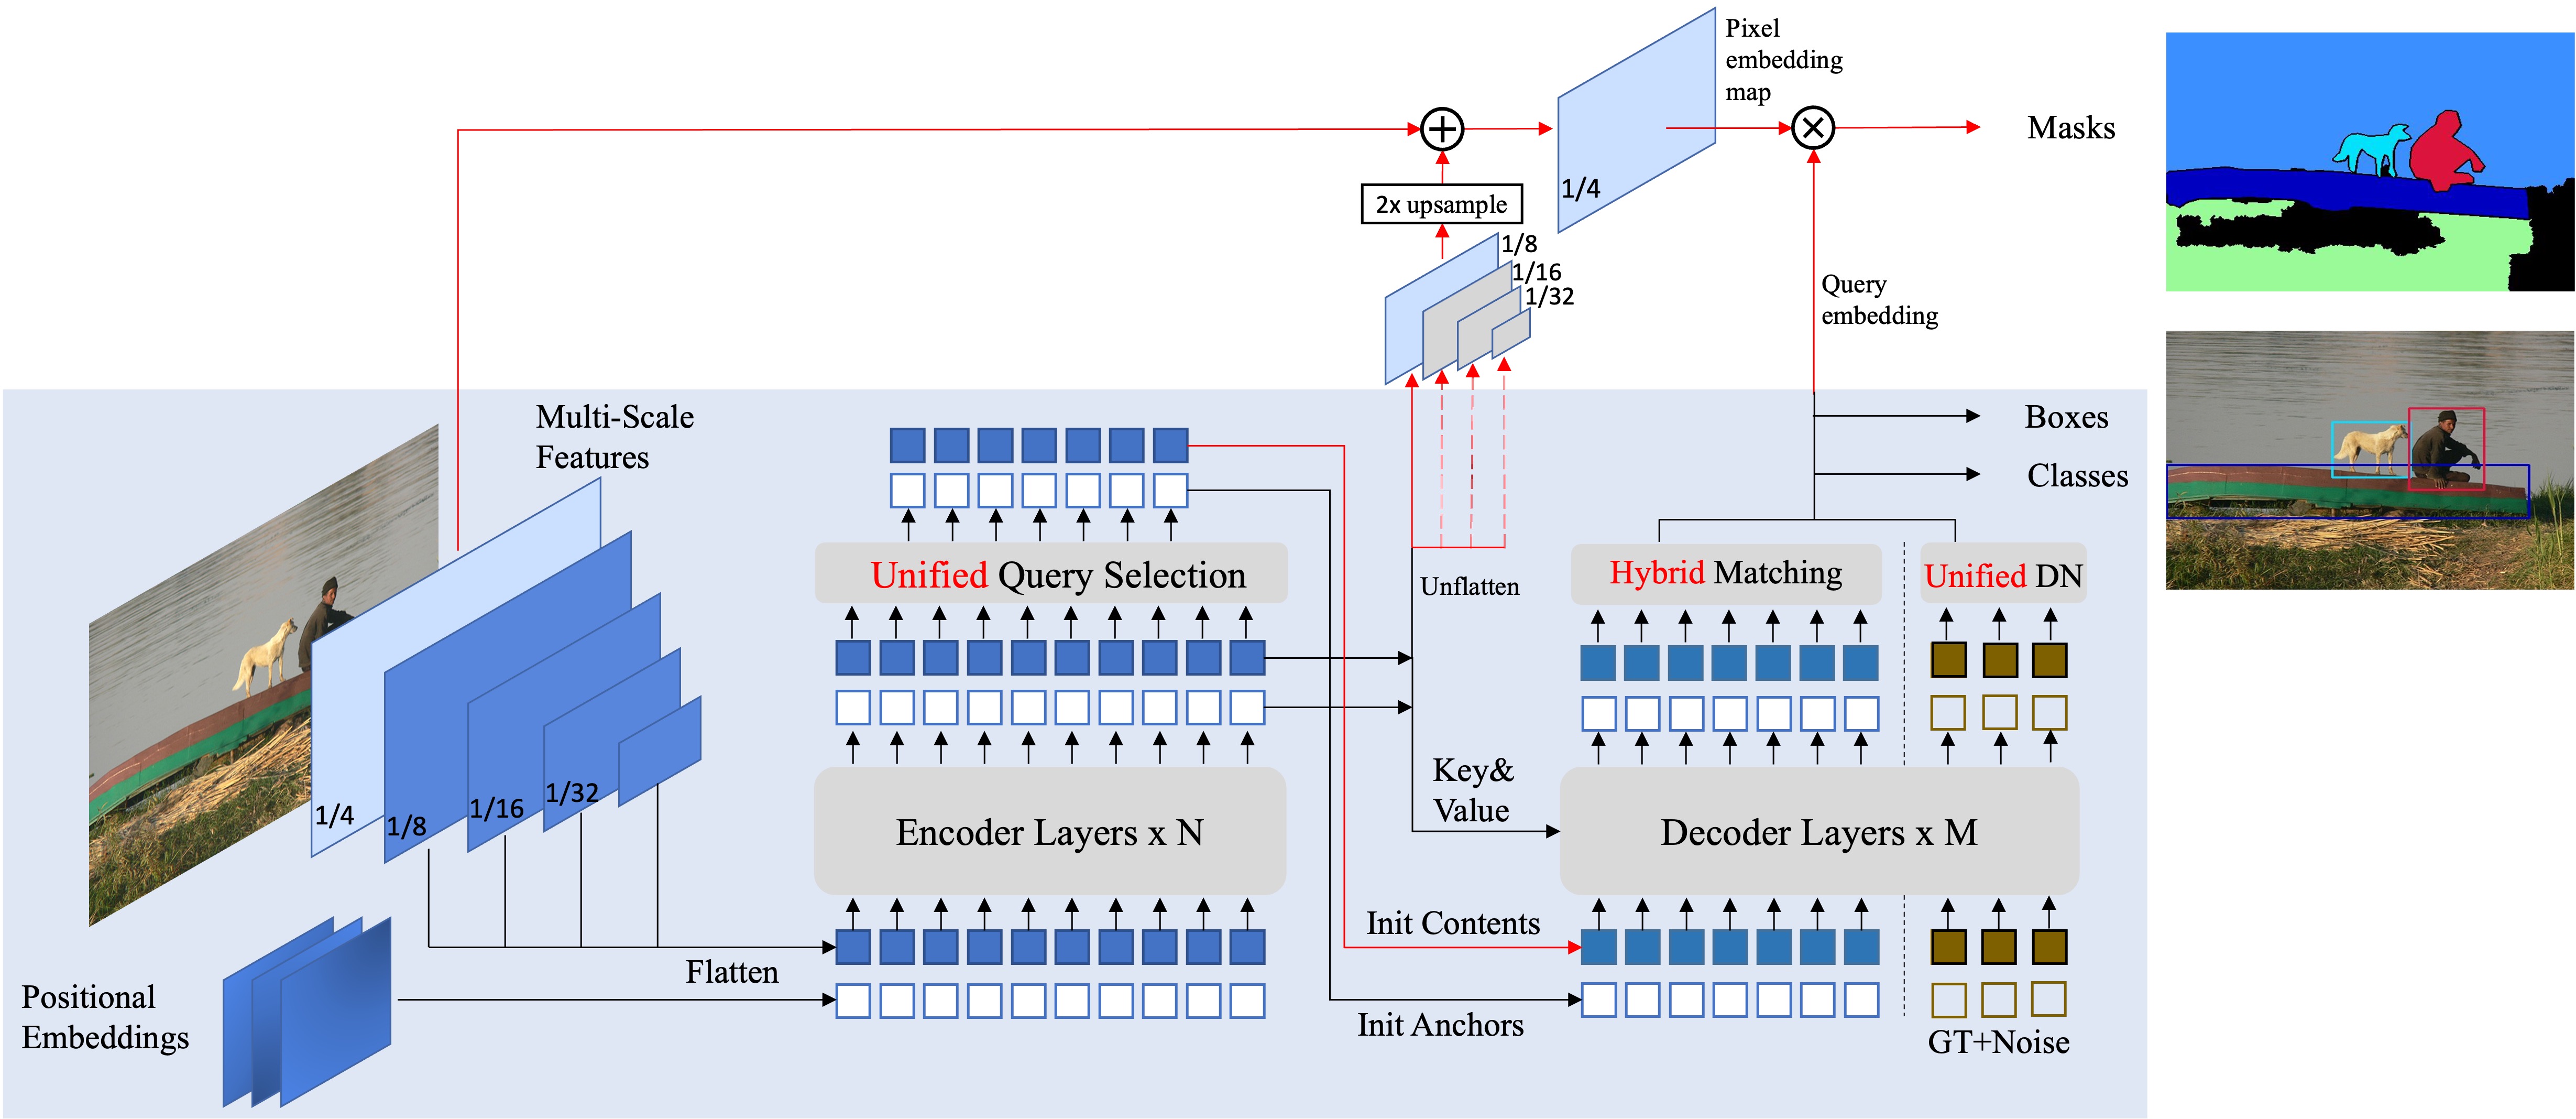 Pixel
embedding
map
Masks
1/4
2x upsample
1/8
1/16
1/32
Query
embedding
Multi-Scale
Features
Boxes
Classes
Unified Query Selection
Unflatten
Hybrid Matching
Unified DN
1/4
1/8
1/16
1/32
Key&
Value
Encoder Layers x N
Decoder Layers x M
Init Contents
Flatten
Positional
Embeddings
Init Anchors
GT+Noise